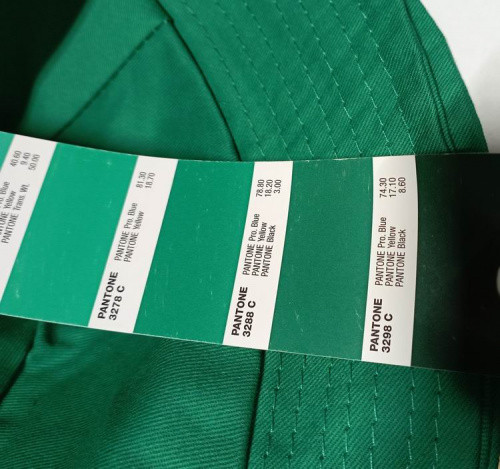 40.60
9.40
50.00
PANTONE Pro. Blue
PANTONE Yellow
PANTONE Trans. Wt.
81.30
18.70
PANTONE Pro. Blue
PANTONE Yellow
PANTONE
3278 C
78.80
18.20
3.00
PANTONE Pro. Blue
PANTONE Yellow
PANTONE Black
PANTONE
3288 C
74.30
17.10
8.60
PANTONE Pro. Blue
PANTONE Yellow
PANTONE Black
PANTONE
3298 C